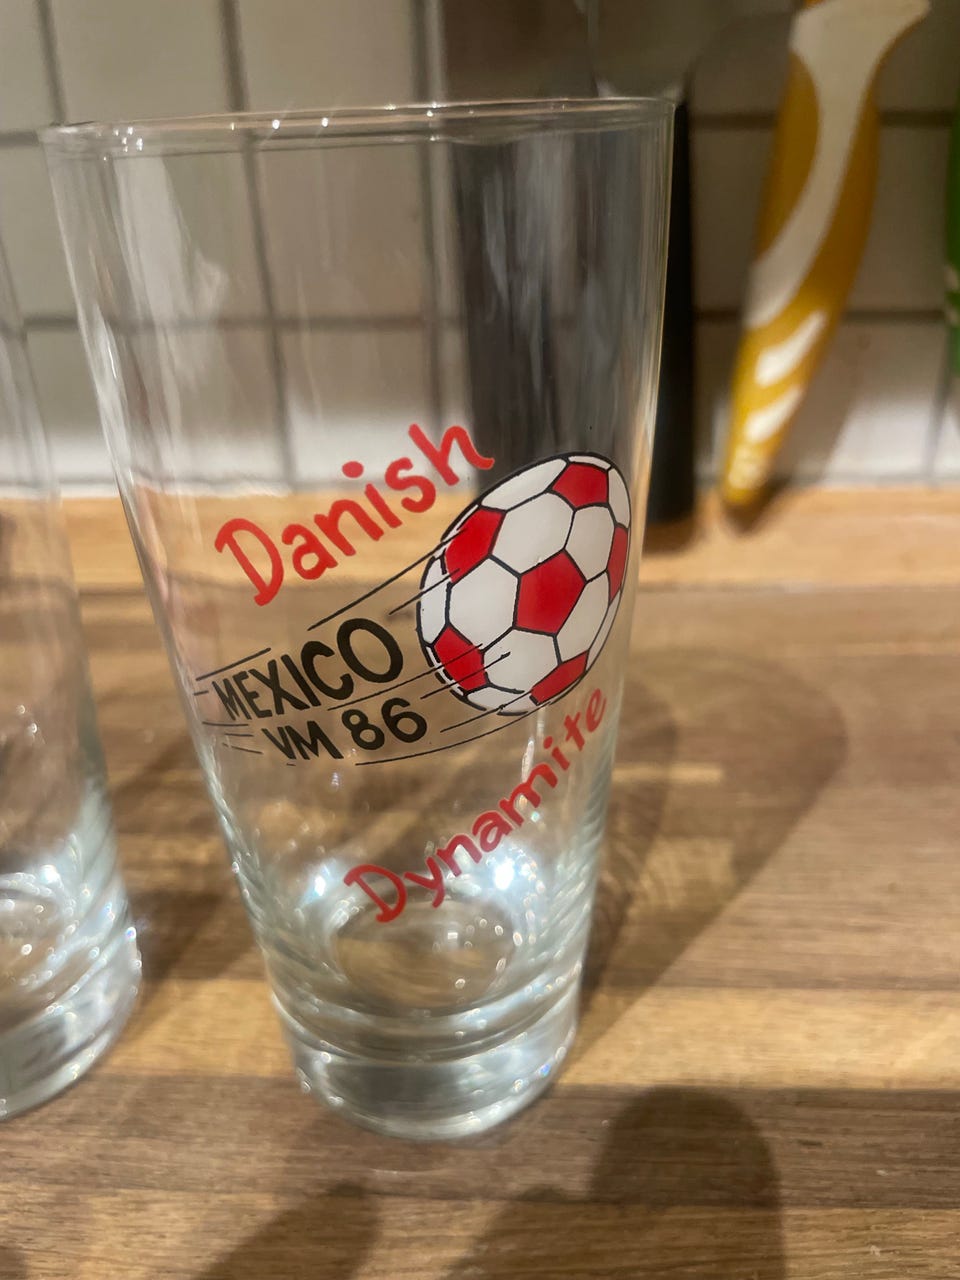 Danish
MEXICO
VM 86
Dynamite